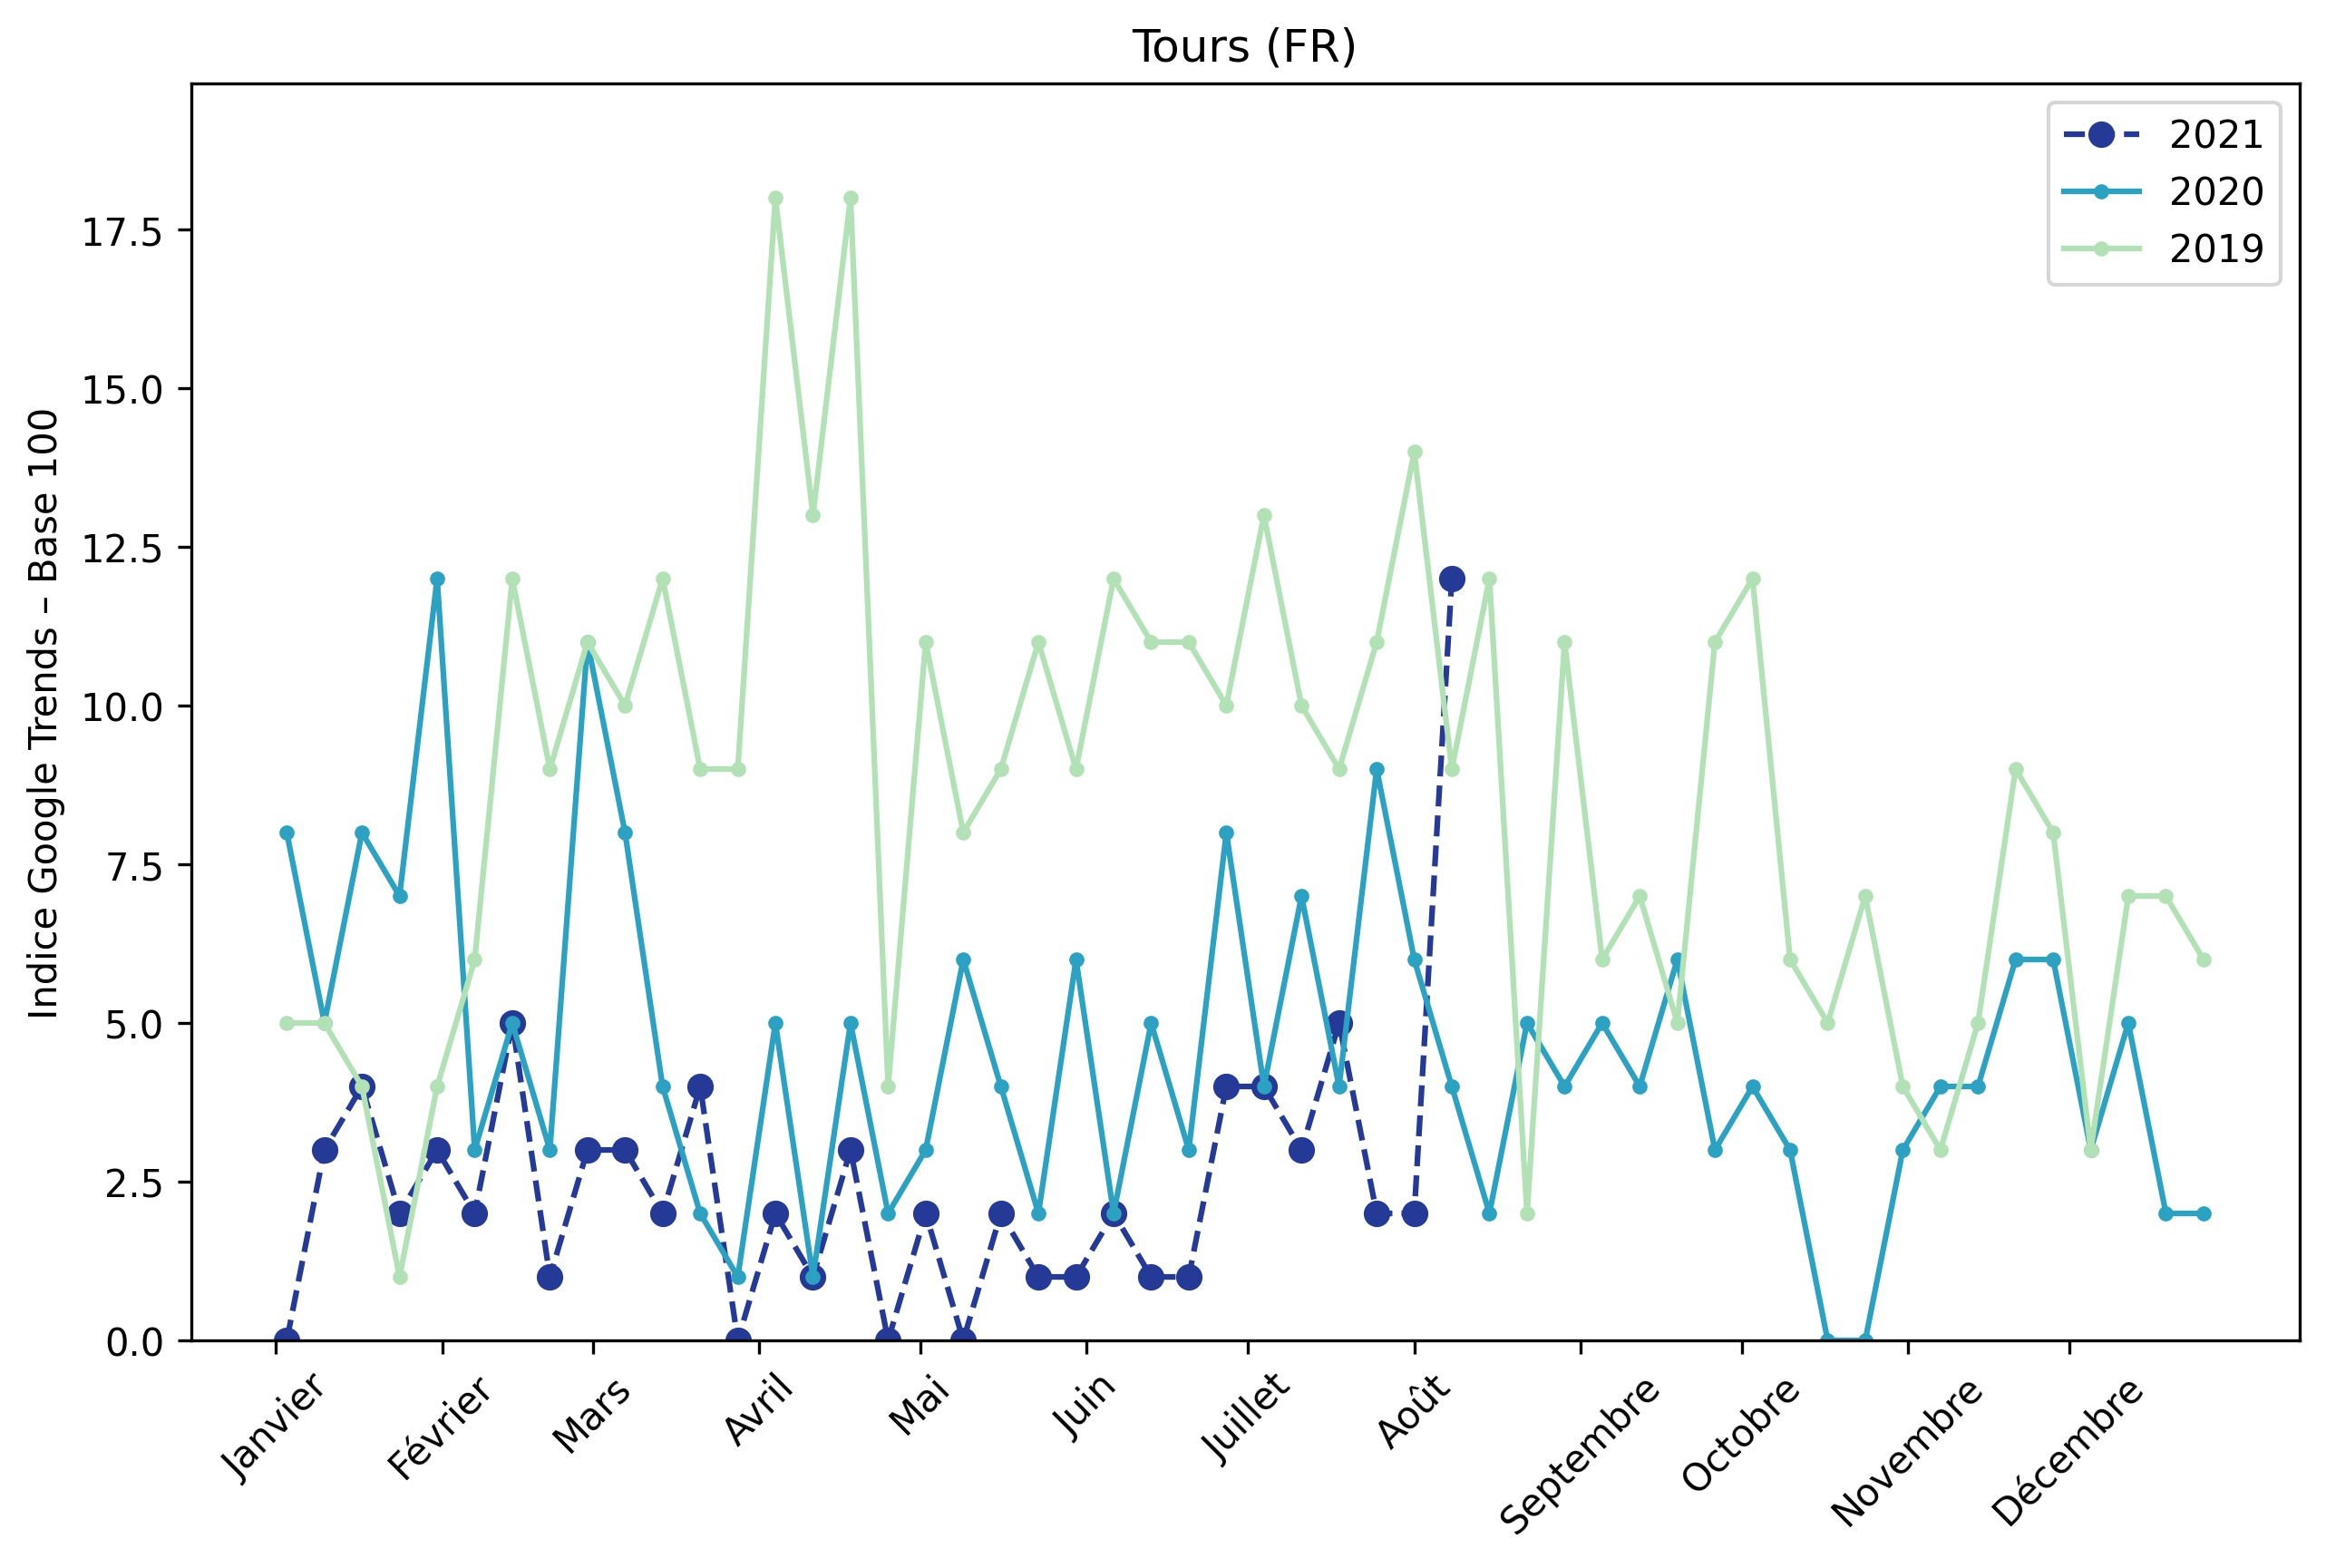 Tours (FR)
2021
2020
2019
Indice Google Trends – Base 100
17.5
15.0
12.5
10.0
7.5
5.0
2.5
0.0
Janvier
Février
Mars
Avril
Mai
Juin
Juillet
Août
Septembre
Octobre
Novembre
Décembre